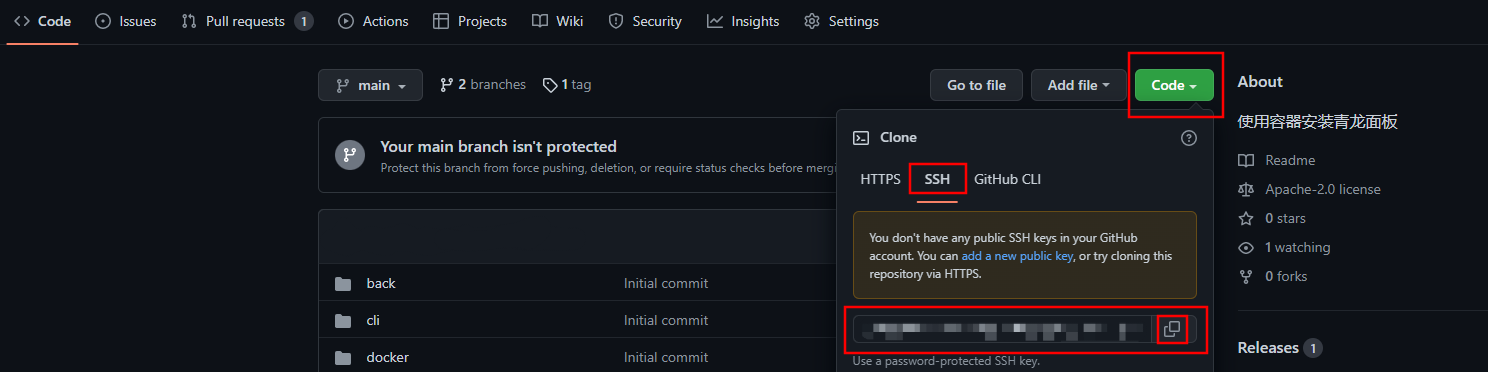 Code Issues Pull requests 1 Actions Projects Wiki Security Insights Settings
main 2 branches 1 tag Go to file Add file Code
Your main branch isn't protected
Protect this branch from force pushing, deletion, or require status checks before
Clone
HTTPS SSH GitHub CLI
You don't have any public SSH keys in your GitHub
account. You can add a new public key, or try cloning this
repository via HTTPS.
Use a password-protected SSH key.
back Initial commit
cli Initial commit
docker Initial commit
About
使用容器安装青龙面板
Readme
Apache-2.0 license
0 stars
1 watching
0 forks
Releases 1